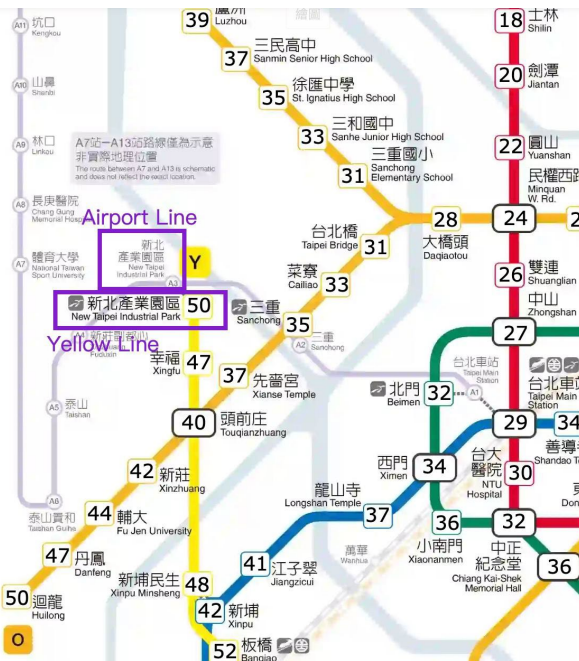 A11
坑口
Kengkou
39
Luzhou
37
三民高中
Sanmin Senior High School
35
徐匯中學
St. Ignatius High School
33
三和國中
Sanhe Junior High School
31
三重國小
Sanchong
Elementary School
18
士林
Shilin
20
劍潭
Jiantan
22
圓山
Yuanshan
民權西路
Minquan
W. Rd.
24
28
大橋頭
Daqiaotou
A10
山鼻
Shanbi
A9
林口
Linkou
A7站—A13站路線僅為示意
非實際地理位置
The route between A7 and A13 is schematic
and does not reflect the exact location.
A8
長庚醫院
Chang Gung
Memorial Hosp
Airport Line
A7
體育大學
National Taiwan
Sport University
新北
產業園區
New Taipei
Industrial Park
A3
Y
新北產業園區
New Taipei Industrial Park
50
Yellow Line
台北橋
Taipei Bridge
31
菜寮
Cailiao
33
三重
Sanchong
35
A2
三重
Sanchong
26
雙連
Shuanglian
中山
Zhongshan
27
幸福
Xingfu
47
37
先嗇宮
Xianse Temple
台北車站
Taipei Main
Station
A1
北門
Beimen
32
台北車
Taipei Main
Station
29
34
善導
Shandao
A5
泰山
Taishan
40
頭前庄
Touqianzhuang
西門
Ximen
34
台大
醫院
NTU
Hospital
30
42
新莊
Xinzhuang
龍山寺
Longshan Temple
37
A6
泰山貴和
Taishan Guihe
44
輔大
Fu Jen University
36
小南門
Xiaonanmen
32
中正
紀念堂
Chiang Kai-Shek
Memorial Hall
萬華
Wanhua
47
丹鳳
Danfeng
41
江子翠
Jiangzicui
36
50
迴龍
Huilong
新埔民生
Xinpu Minsheng
48
42
新埔
Xinpu
O
52
板橋
Banqiao